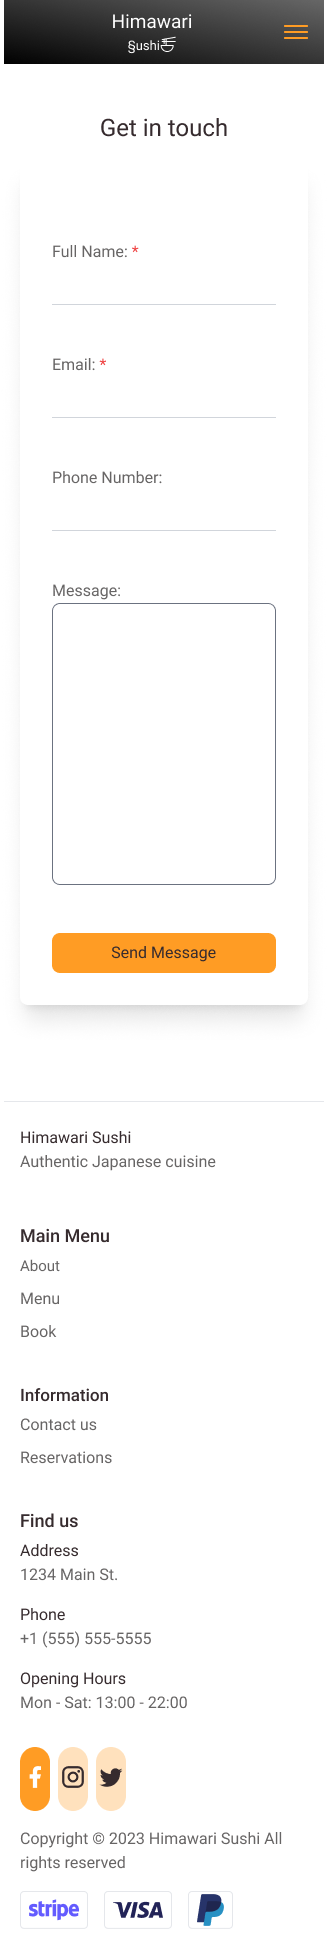 Himawari
§ushi
Get in touch
Full Name: *
Email: *
Phone Number:
Message:
Send Message
Himawari Sushi
Authentic Japanese cuisine
Main Menu
About
Menu
Book
Information
Contact us
Reservations
Find us
Address
1234 Main St.
Phone
+1 (555) 555-5555
Opening Hours
Mon - Sat: 13:00 - 22:00
Copyright © 2023 Himawari Sushi All
rights reserved
stripe VISA